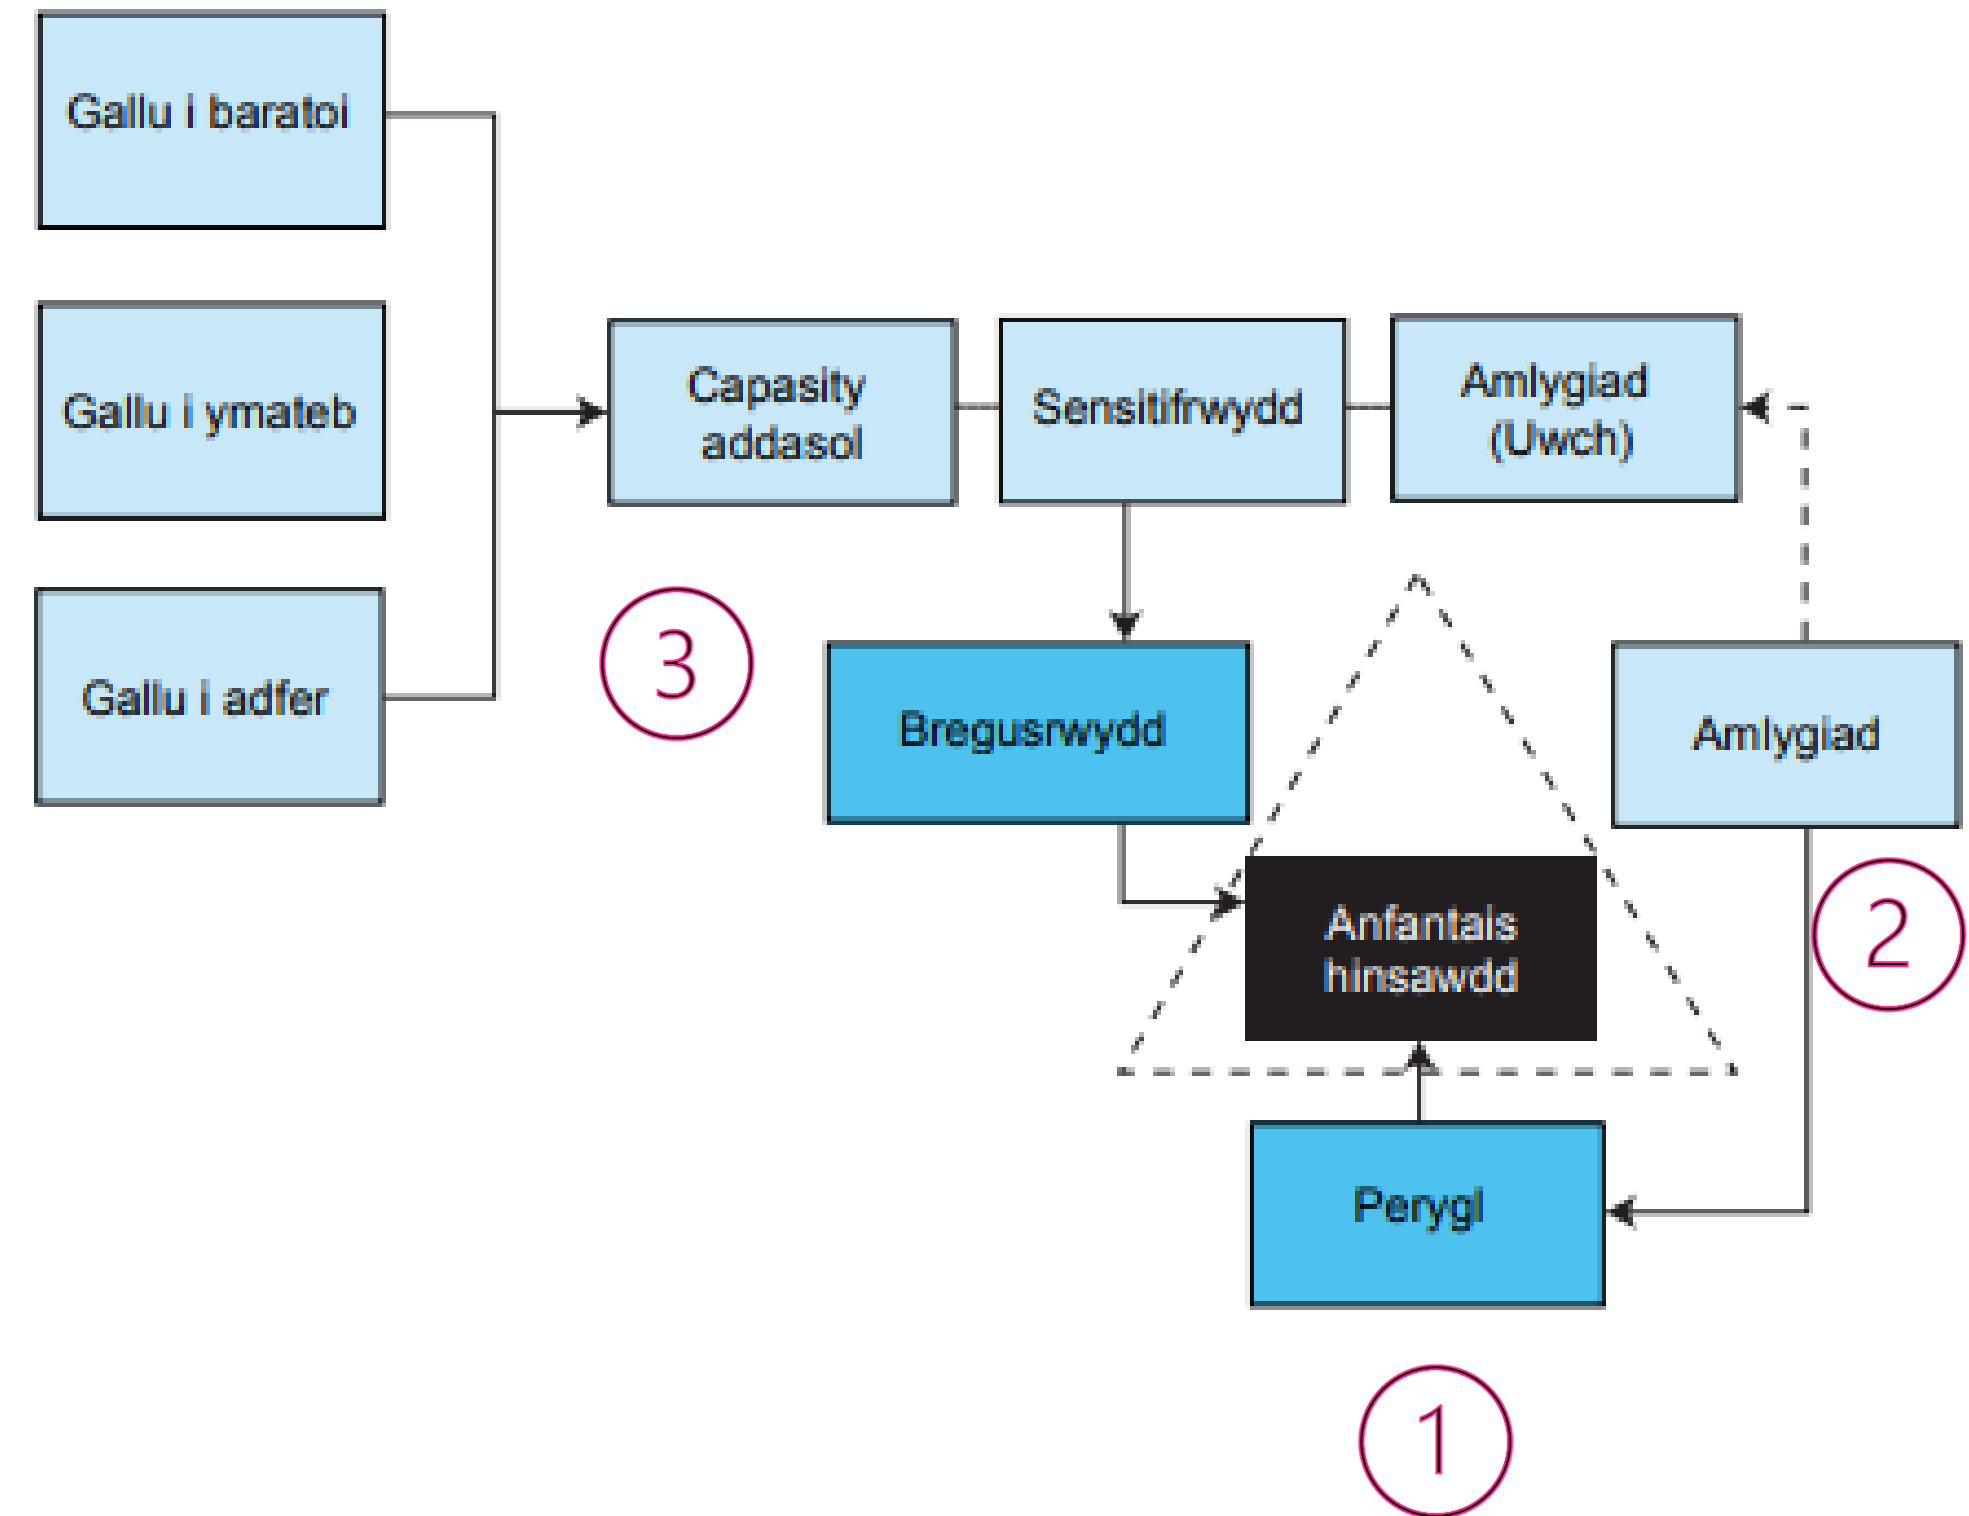 Gallu i baratoi
Gallu i ymateb
Gallu i adfer
Capasity
addasol
Sensitifrwydd
Amlygiad
(Uwch)
3
Bregusrwydd
Amlygiad
2
Anfantais
hinsawdd
Perygl
1